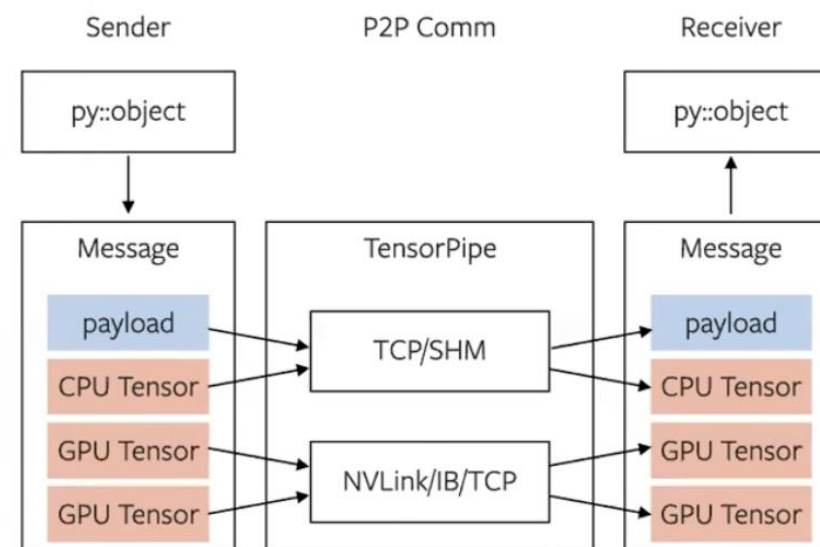 Sender
P2P Comm
Receiver
py::object
py::object
Message
TensorPipe
Message
payload
TCP/SHM
payload
CPU Tensor
CPU Tensor
GPU Tensor
NVLink/IB/TCP
GPU Tensor
GPU Tensor
GPU Tensor